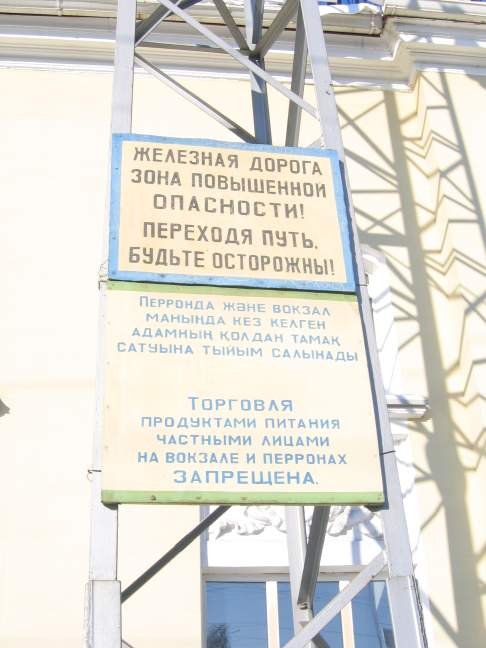 ЖЕЛЕЗНАЯ ДОРОГА
ЗОНА ПОВЫШЕННОЙ
ОПАСНОСТИ!
ПЕРЕХОДЯ ПУТЬ,
БУДЬТЕ ОСТОРОЖНЫ!
ПЕРРОНДА ЖӘНЕ ВОКЗАЛ
МАНЫНДА КЕЗ КЕЛГЕН
АДАМНЫҢ ҚОЛДАН ТАМАҚ
САТУЫНА ТЫЙЫМ САЛЫНАДЫ
ТОРГОВЛЯ
ПРОДУКТАМИ ПИТАНИЯ
ЧАСТНЫМИ ЛИЦАМИ
НА ВОКЗАЛЕ И ПЕРРОНАХ
ЗАПРЕЩЕНА.